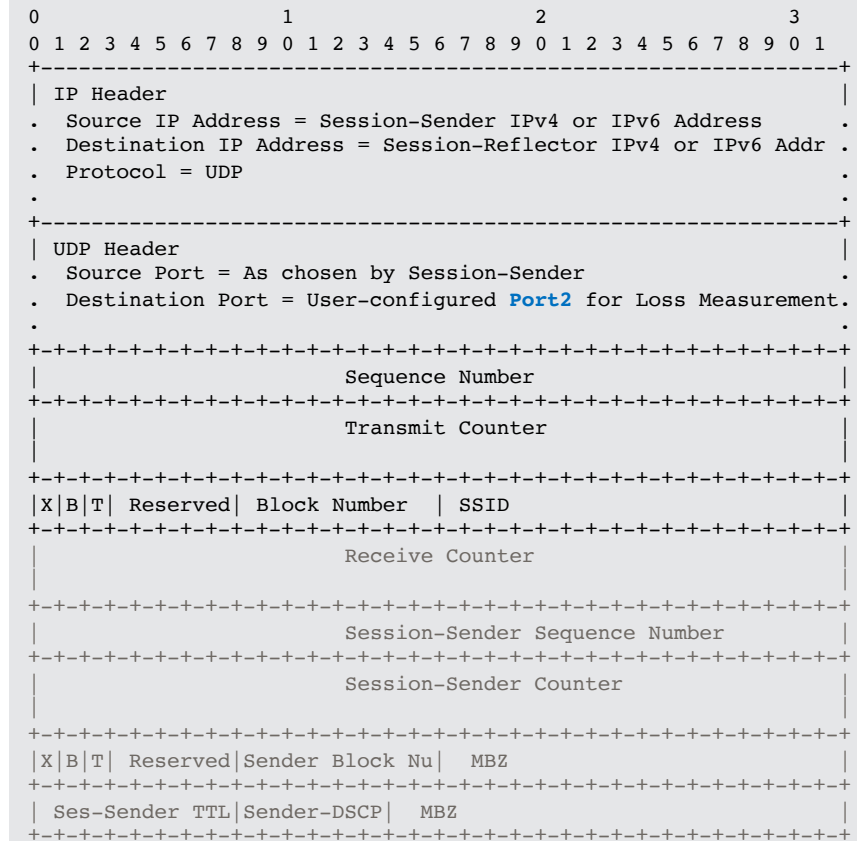 0                   1                   2                   3
0 1 2 3 4 5 6 7 8 9 0 1 2 3 4 5 6 7 8 9 0 1 2 3 4 5 6 7 8 9 0 1
+---------------------------------------------------------------+
| IP Header                                                     |
.  Source IP Address = Session-Sender IPv4 or IPv6 Address      .
.  Destination IP Address = Session-Reflector IPv4 or IPv6 Addr .
.  Protocol = UDP                                               .
.                                                               .
+---------------------------------------------------------------+
| UDP Header                                                    |
.  Source Port = As chosen by Session-Sender                    .
.  Destination Port = User-configured Port2 for Loss Measurement.
.                                                               .
+-+-+-+-+-+-+-+-+-+-+-+-+-+-+-+-+-+-+-+-+-+-+-+-+-+-+-+-+-+-+-+-+
|                        Sequence Number                        |
+-+-+-+-+-+-+-+-+-+-+-+-+-+-+-+-+-+-+-+-+-+-+-+-+-+-+-+-+-+-+-+-+
|                        Transmit Counter                       |
|                                                               |
+-+-+-+-+-+-+-+-+-+-+-+-+-+-+-+-+-+-+-+-+-+-+-+-+-+-+-+-+-+-+-+-+
|X|B|T| Reserved| Block Number  | SSID                          |
+-+-+-+-+-+-+-+-+-+-+-+-+-+-+-+-+-+-+-+-+-+-+-+-+-+-+-+-+-+-+-+-+
|                        Receive Counter                        |
|                                                               |
+-+-+-+-+-+-+-+-+-+-+-+-+-+-+-+-+-+-+-+-+-+-+-+-+-+-+-+-+-+-+-+-+
|                        Session-Sender Sequence Number         |
+-+-+-+-+-+-+-+-+-+-+-+-+-+-+-+-+-+-+-+-+-+-+-+-+-+-+-+-+-+-+-+-+
|                        Session-Sender Counter                 |
|                                                               |
+-+-+-+-+-+-+-+-+-+-+-+-+-+-+-+-+-+-+-+-+-+-+-+-+-+-+-+-+-+-+-+-+
|X|B|T| Reserved|Sender Block Nu|  MBZ                          |
+-+-+-+-+-+-+-+-+-+-+-+-+-+-+-+-+-+-+-+-+-+-+-+-+-+-+-+-+-+-+-+-+
| Ses-Sender TTL|Sender-DSCP|  MBZ                              |
+-+-+-+-+-+-+-+-+-+-+-+-+-+-+-+-+-+-+-+-+-+-+-+-+-+-+-+-+-+-+-+-+